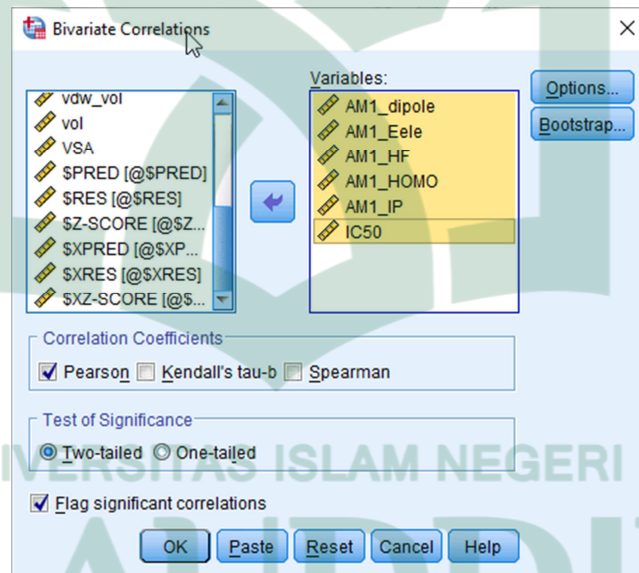 Bivariate Correlations
vdw_vol
vol
VSA
$PRED [@$PRED]
$RES [@$RES]
$Z-SCORE [@$Z...
$XPRED [@$XP...
$XRES [@$XRES]
$XZ-SCORE [@$...
Variables:
AM1_dipole
AM1_Eele
AM1_HF
AM1_HOMO
AM1_IP
IC50
Options...
Bootstrap...
Correlation Coefficients
Pearson Kendall's tau-b Spearman
Test of Significance
Two-tailed One-tailed
Flag significant correlations
OK Paste Reset Cancel Help
IVERSITAS ISLAM NEGERI